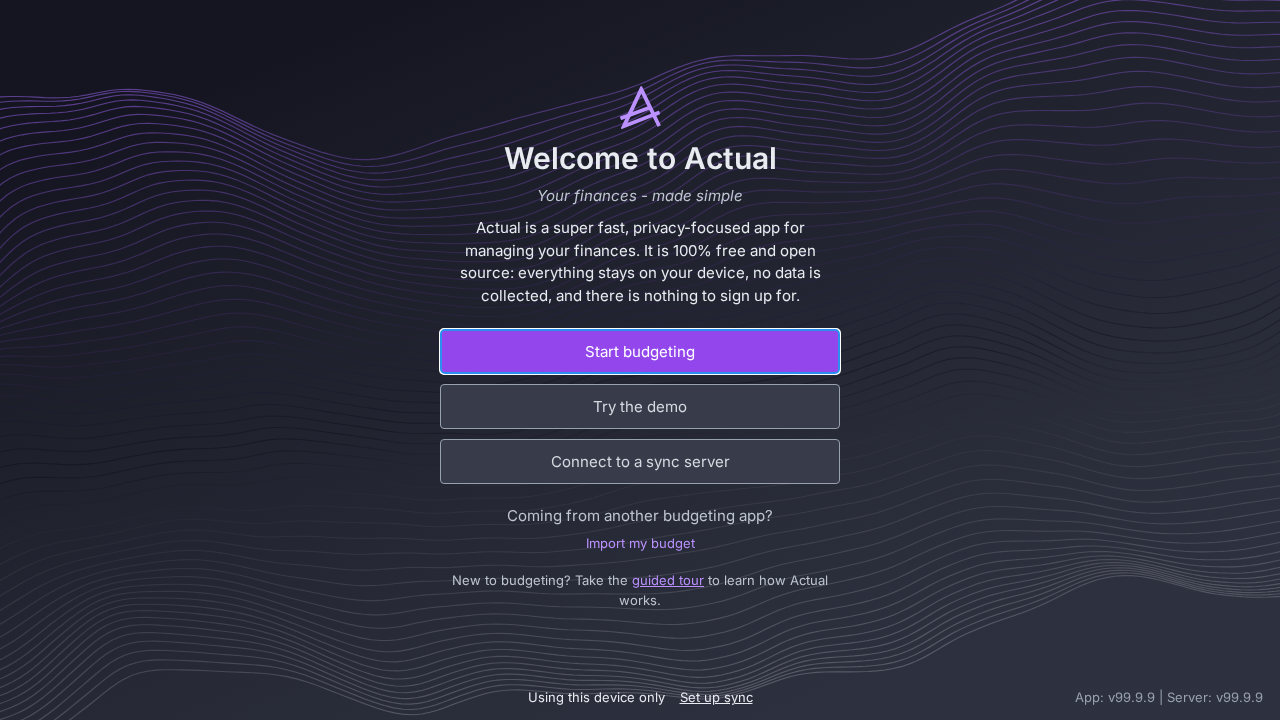 Welcome to Actual
Your finances - made simple
Actual is a super fast, privacy-focused app for
managing your finances. It is 100% free and open
source: everything stays on your device, no data is
collected, and there is nothing to sign up for.
Start budgeting
Try the demo
Connect to a sync server
Coming from another budgeting app?
Import my budget
New to budgeting? Take the guided tour to learn how Actual
works.
Using this device only Set up sync
App: v99.9.9 | Server: v99.9.9